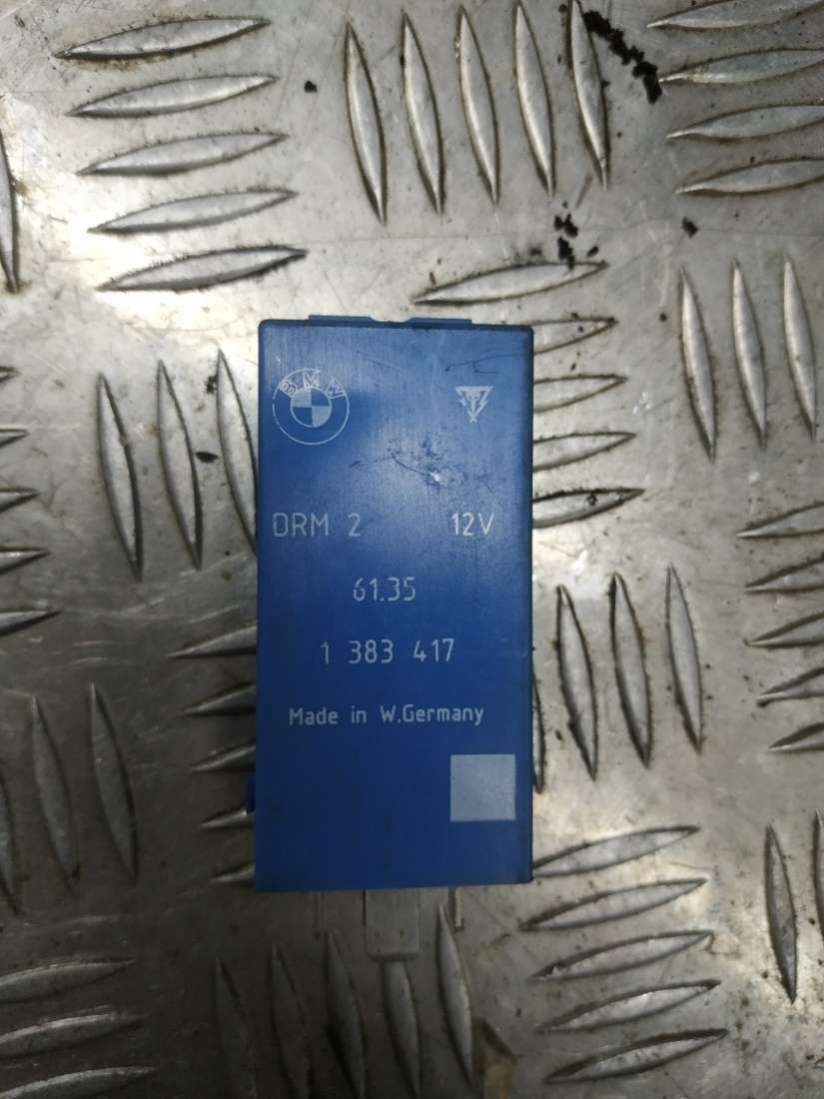 BMW
DRM 2 12V
61.35
1 383 417
Made in W.Germany